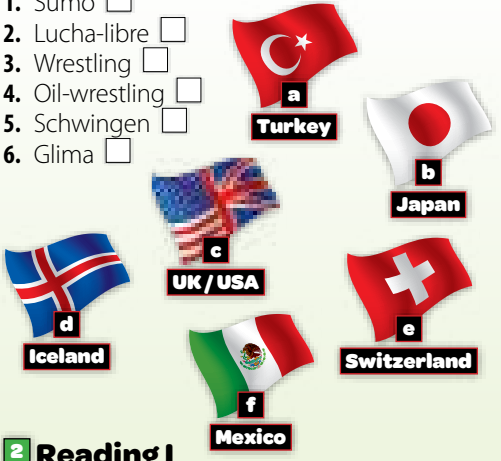 1. Sumo
2. Lucha-libre
3. Wrestling
4. Oil-wrestling
5. Schwingen
6. Glima
a
Turkey
b
Japan
c
UK / USA
d
Iceland
e
Switzerland
f
Mexico
2 Reading I